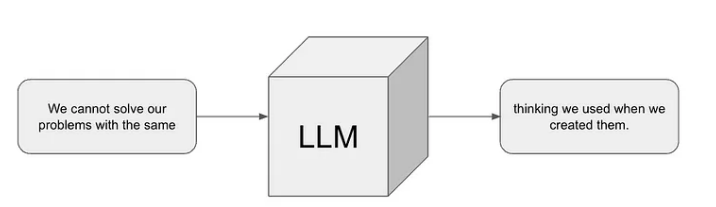 We cannot solve our
problems with the same
LLM
thinking we used when we
created them.